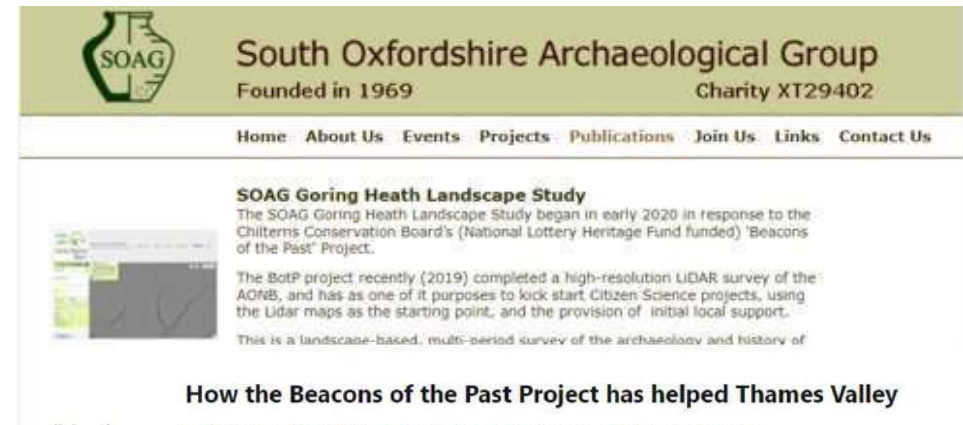 SOAG
South Oxfordshire Archaeological Group
Founded in 1969 Charity XT29402
Home About Us Events Projects Publications Join Us Links Contact Us
SOAG Goring Heath Landscape Study
The SOAG Goring Heath Landscape Study began in early 2020 in response to the
Chilterns Conservation Board's (National Lottery Heritage Fund funded) 'Beacons
of the Past' Project.
The BotP project recently (2019) completed a high-resolution LiDAR survey of the
AONB, and has as one of it purposes to kick start Citizen Science projects, using
the Lidar maps as the starting point, and the provision of initial local support.
This is a landscape-based, multi-period survey of the archaeology and history of
How the Beacons of the Past Project has helped Thames Valley